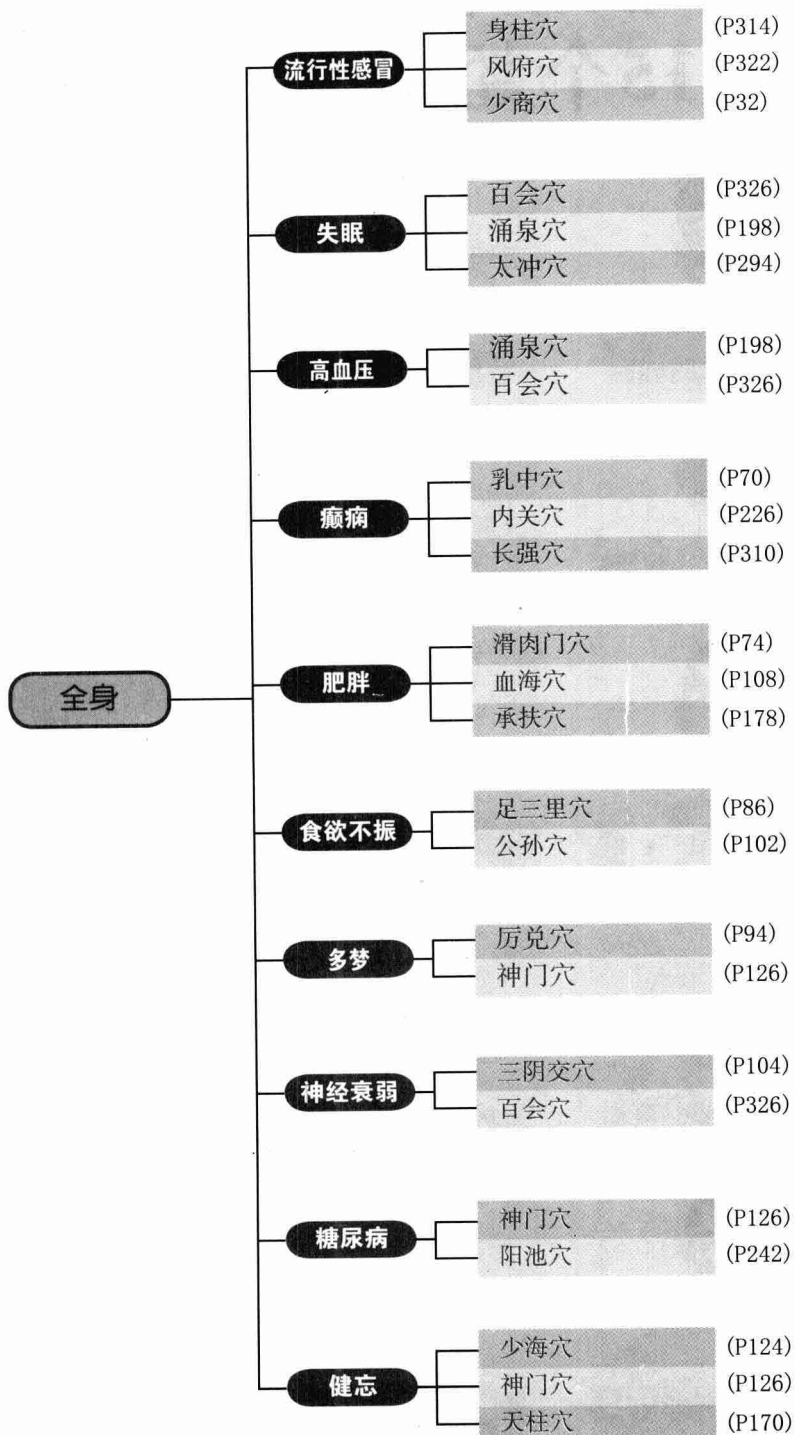 全身
流行性感冒
身柱穴 (P314)
风府穴 (P322)
少商穴 (P32)
失眠
百会穴 (P326)
涌泉穴 (P198)
太冲穴 (P294)
高血压
涌泉穴 (P198)
百会穴 (P326)
癫痫
乳中穴 (P70)
内关穴 (P226)
长强穴 (P310)
肥胖
滑肉门穴 (P74)
血海穴 (P108)
承扶穴 (P178)
食欲不振
足三里穴 (P86)
公孙穴 (P102)
多梦
厉兑穴 (P94)
神门穴 (P126)
神经衰弱
三阴交穴 (P104)
百会穴 (P326)
糖尿病
神门穴 (P126)
阳池穴 (P242)
健忘
少海穴 (P124)
神门穴 (P126)
天柱穴 (P170)